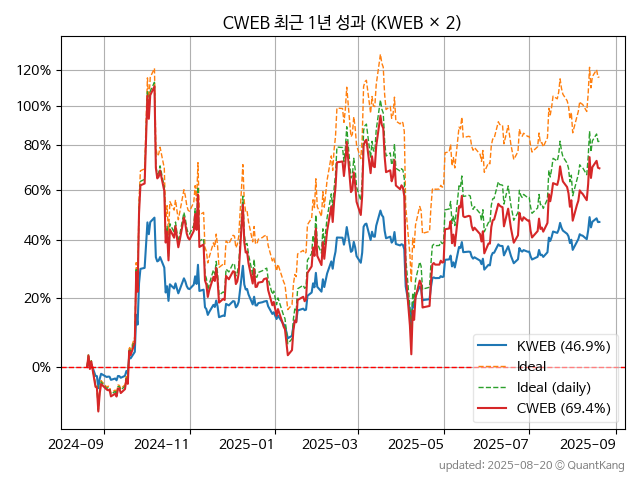 CWEB 최근 1년 성과 (KWEB × 2)
120%
100%
80%
60%
40%
20%
0%
KWEB (46.9%)
Ideal
Ideal (daily)
CWEB (69.4%)
2024-09 2024-11 2025-01 2025-03 2025-05 2025-07 2025-09
updated: 2025-08-20 © QuantKang